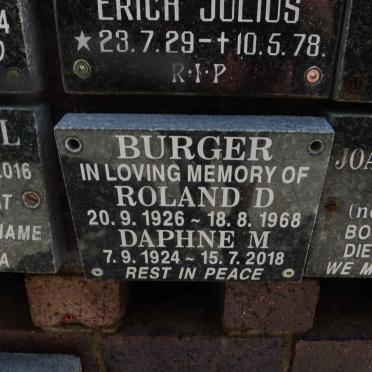 ERICH JULIUS
★23.7.29-†10.5.78.
R·I·P
BURGER
IN LOVING MEMORY OF
ROLAND D
20. 9. 1926 ~ 18. 8. 1968
DAPHNE M
7. 9. 1924 ~ 15. 7. 2018
REST IN PEACE
2016
AT
NAME
JOA
BO
DIE
WE M